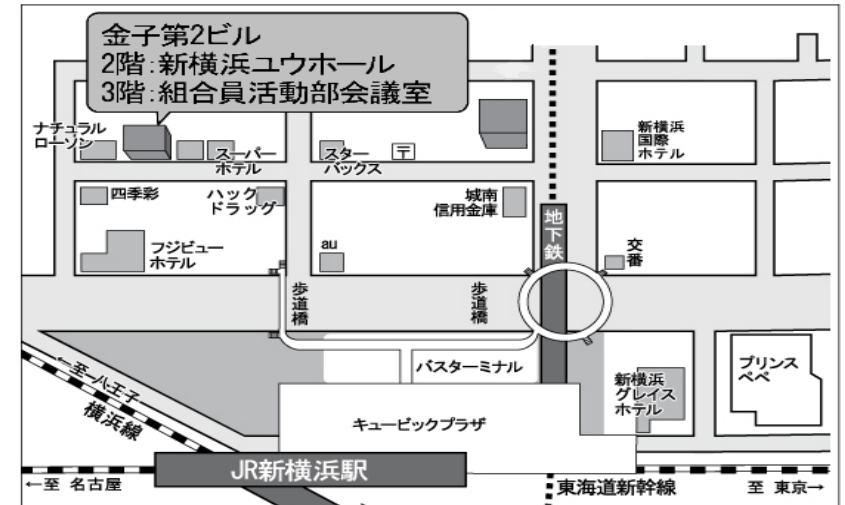 金子第2ビル
2階:新横浜ユウホール
3階:組合員活動部会議室
ナチュラル
ローソン
スーパー
ホテル
スター
バックス
〒
新横浜
国際
ホテル
四季彩
ハック
ドラッグ
城南
信用金庫
地下鉄
フジビュー
ホテル
au
交番
歩道橋
歩道橋
バスターミナル
新横浜
グレイス
ホテル
プリンス
ペペ
←至 八王子
横浜線
キュービックプラザ
JR新横浜駅
←至 名古屋
東海道新幹線
至 東京→